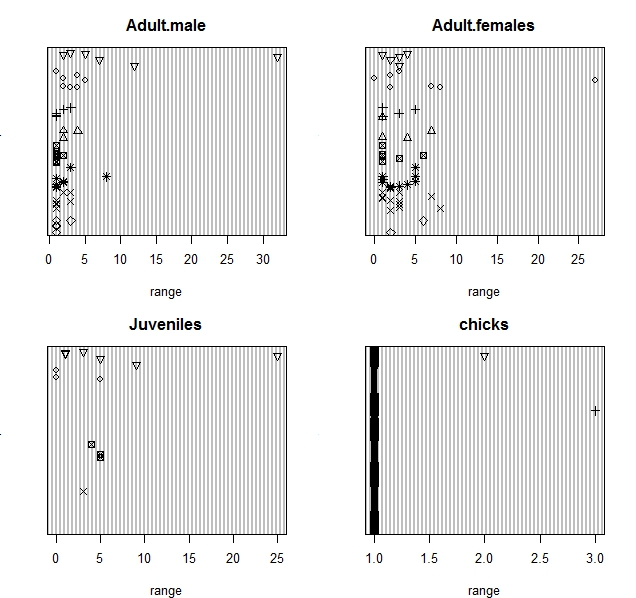 Adult.male
Adult.females
0 5 10 15 20 25 30
0 5 10 15 20 25
range
range
Juveniles
chicks
0 5 10 15 20 25
1.0 1.5 2.0 2.5 3.0
range
range